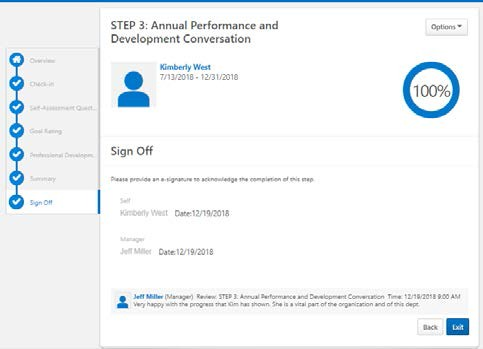 STEP 3: Annual Performance and
Development Conversation
Options
Kimberly West
7/13/2018 - 12/31/2018
100%
Overview
Check-in
Self-Assessment Quest...
Goal Rating
Professional Developm...
Summary
Sign Off
Sign Off
Please provide an e-signature to acknowledge the completion of this step.
Self
Kimberly West Date:12/19/2018
Manager
Jeff Miller Date:12/19/2018
Jeff Miller (Manager) Review: STEP 3: Annual Performance and Development Conversation Time: 12/19/2018 9:00 AM
Very happy with the progress that Kim has shown. She is a vital part of the organization and of this dept.
Back
Exit